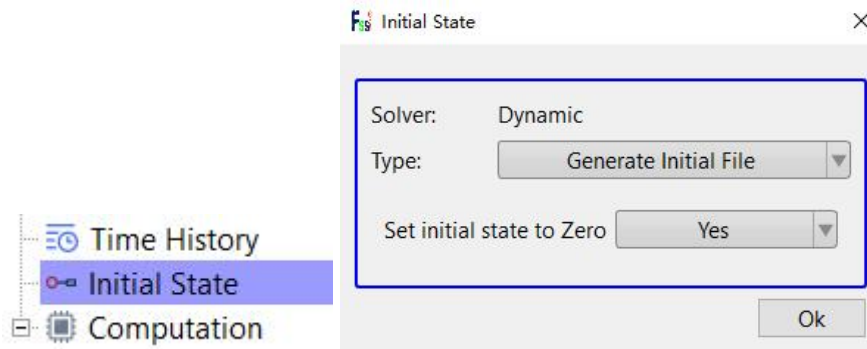 Initial State
Solver: Dynamic
Type: Generate Initial File
Set initial state to Zero Yes
Ok
Time History
Initial State
Computation